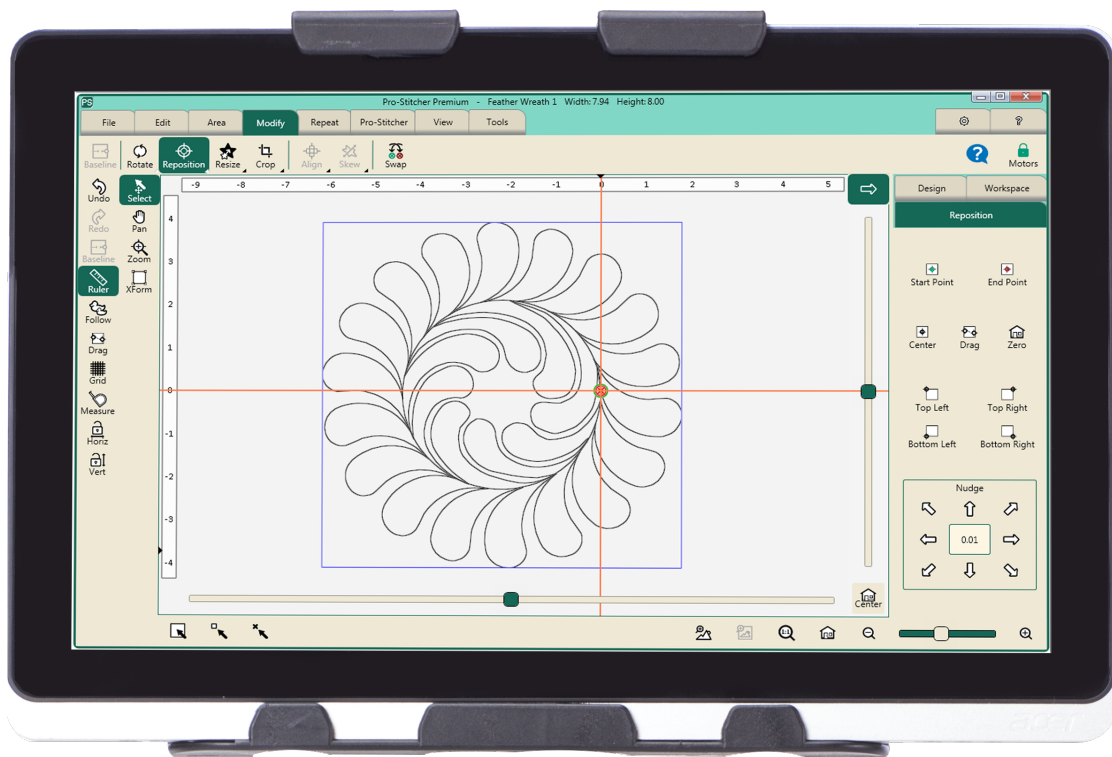 PS Pro-Stitcher Premium - Feather Wreath 1 Width: 7.94 Height: 8.00
File Edit Area Modify Repeat Pro-Stitcher View Tools ?
Baseline Rotate Reposition Resize Crop Align Skew Swap ? Motors
Undo Select
Redo Pan
Baseline Zoom
Ruler XForm
Follow
Drag
Grid
Measure
Horiz
Vert
-9 -8 -7 -6 -5 -4 -3 -2 -1 0 1 2 3 4 5
4
3
2
1
0
-1
-2
-3
-4
Design Workspace
Reposition
Start Point End Point
Center Drag Zero
Top Left Top Right
Bottom Left Bottom Right
Nudge
0.01
Center
1:1
acer